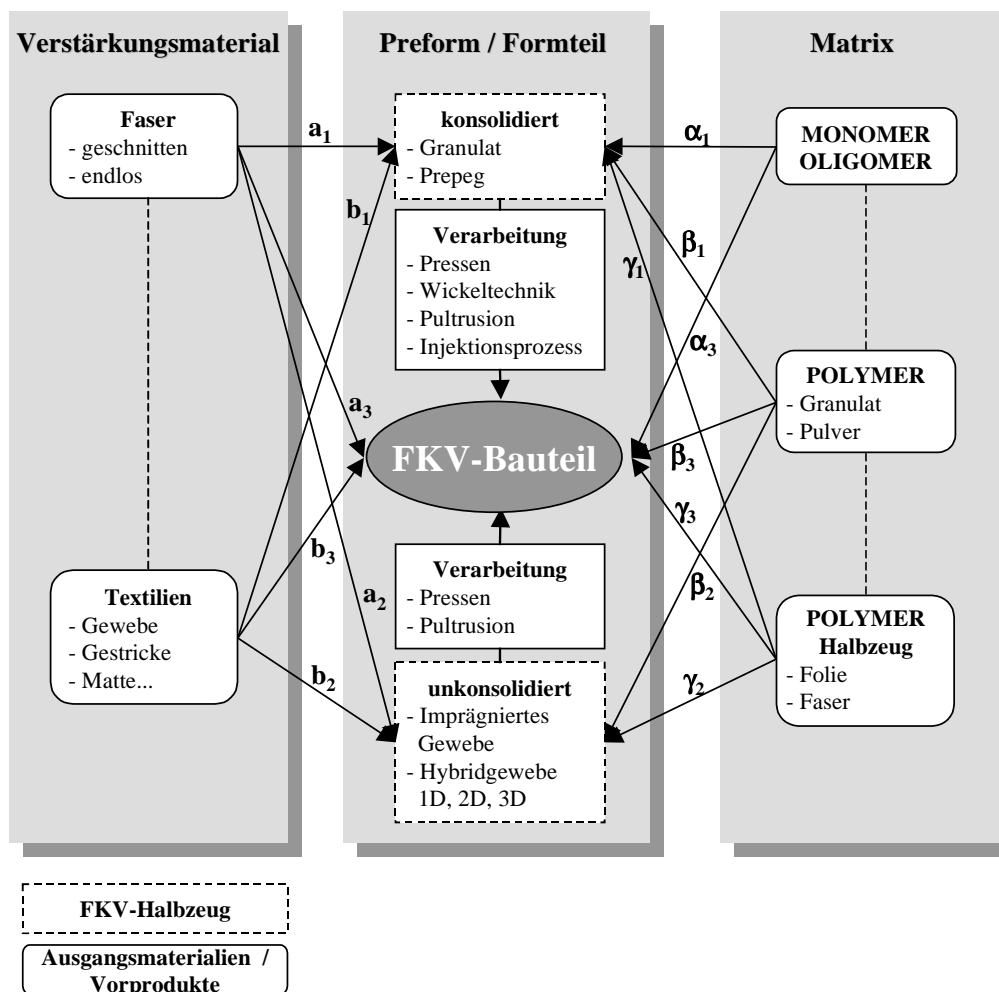 Verstärkungsmaterial
Faser
- geschnitten
- endlos
Textilien
- Gewebe
- Gestricke
- Matte...
a₁
b₁
a₃
b₃
a₂
b₂
Preform / Formteil
konsolidiert
- Granulat
- Prepeg
Verarbeitung
- Pressen
- Wickeltechnik
- Pultrusion
- Injektionsprozess
FKV-Bauteil
Verarbeitung
- Pressen
- Pultrusion
unkonsolidiert
- Imprägniertes
Gewebe
- Hybridgewebe
1D, 2D, 3D
Matrix
α₁
β₁
γ₁
α₃
β₃
γ₃
β₂
γ₂
MONOMER
OLIGOMER
POLYMER
- Granulat
- Pulver
POLYMER
Halbzeug
- Folie
- Faser
FKV-Halbzeug
Ausgangsmaterialien /
Vorprodukte